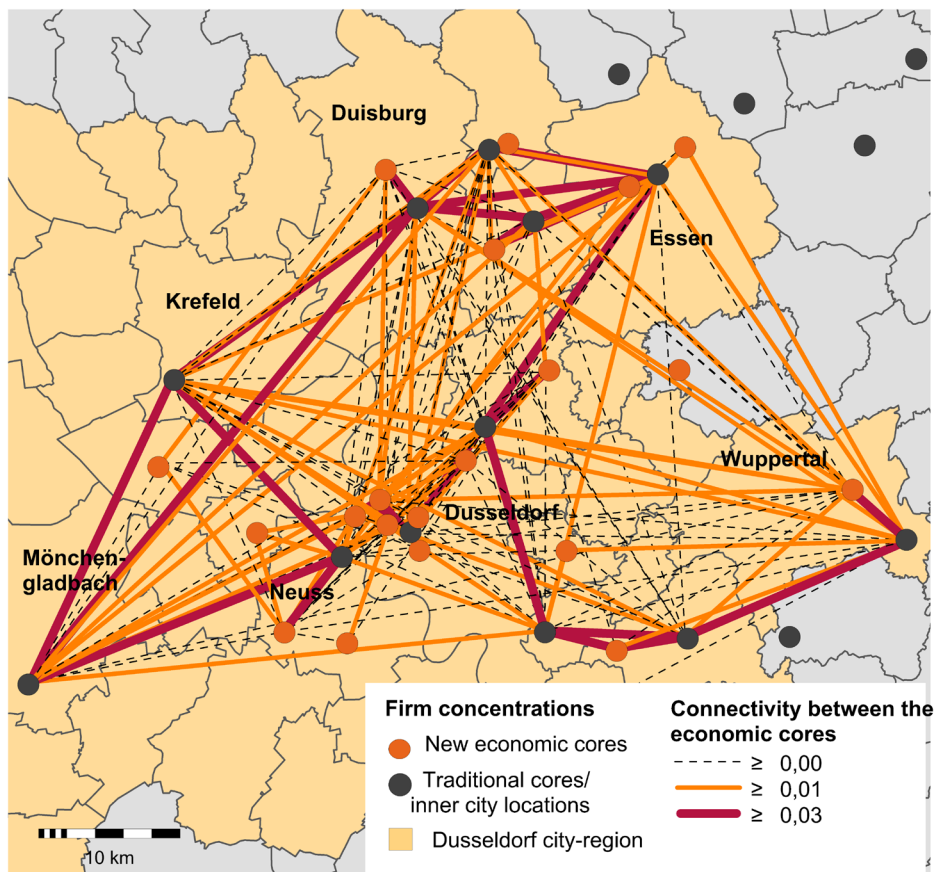 Duisburg
Essen
Krefeld
Wuppertal
Dusseldorf
Mönchen-
gladbach
Neuss
Firm concentrations
New economic cores
Traditional cores/
inner city locations
Dusseldorf city-region
Connectivity between the
economic cores
≥ 0,00
≥ 0,01
≥ 0,03
10 km